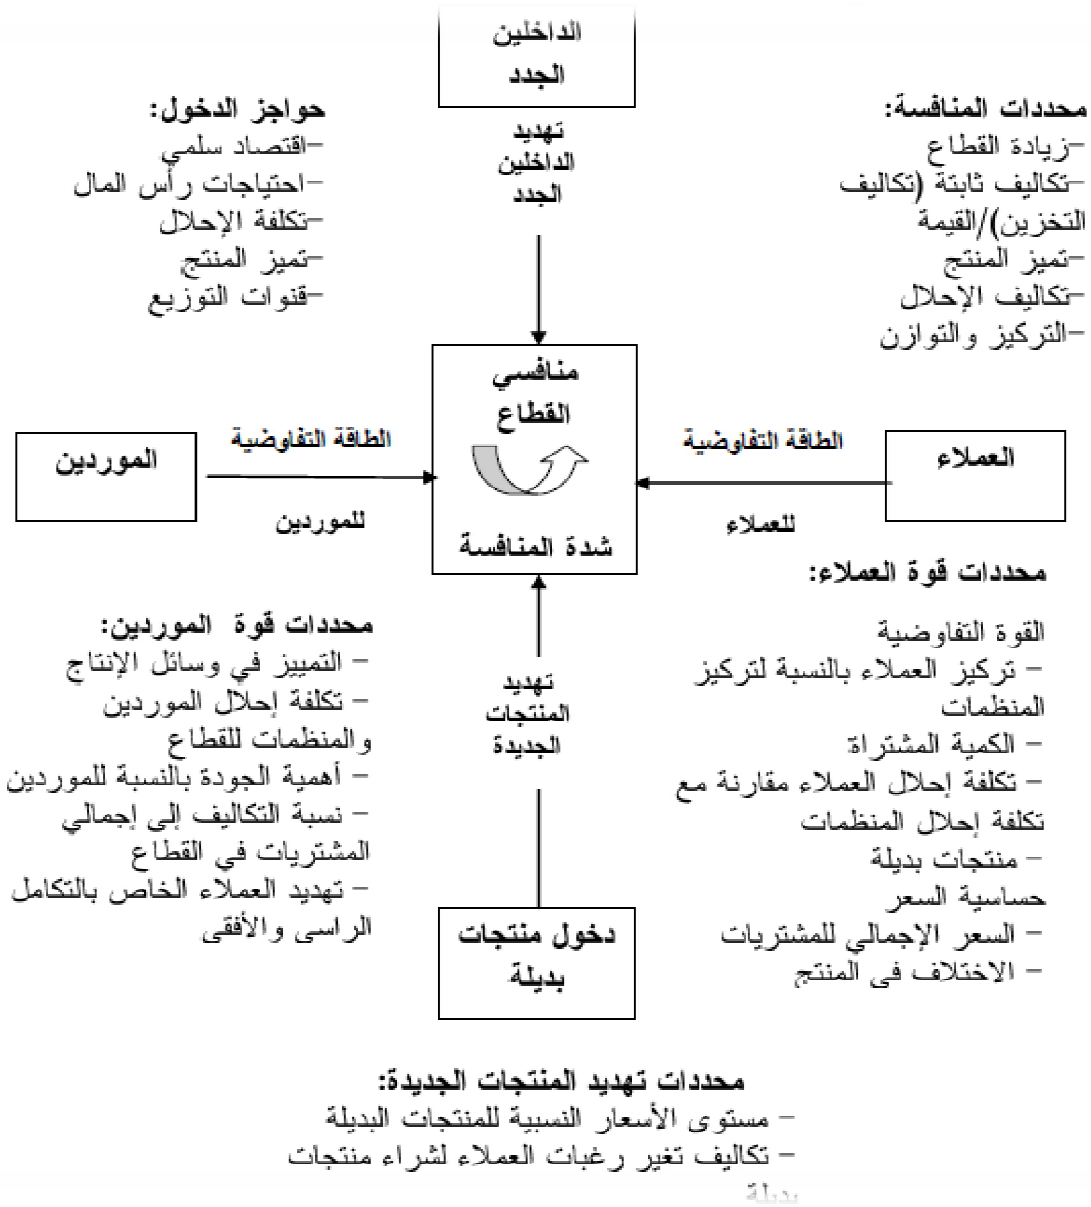 الداخلين
الجدد
محددات المنافسة:
-زيادة القطاع
-تكاليف ثابتة (تكاليف
التخزين)/القيمة
-تميز المنتج
-تكاليف الإحلال
-التركيز والتوازن
تهديد
الداخلين
الجدد
حواجز الدخول:
-اقتصاد سلمي
-احتياجات رأس المال
-تكلفة الإحلال
-تميز المنتج
-قنوات التوزيع
العملاء
الطاقة التفاوضية
للعملاء
منافسي
القطاع
شدة المنافسة
الطاقة التفاوضية
للموردين
الموردين
محددات قوة العملاء:
القوة التفاوضية
- تركيز العملاء بالنسبة لتركيز
المنظمات
- الكمية المشتراة
- تكلفة إحلال العملاء مقارنة مع
تكلفة إحلال المنظمات
- منتجات بديلة
حساسية السعر
- السعر الإجمالي للمشتريات
- الاختلاف في المنتج
تهديد
المنتجات
الجديدة
محددات قوة الموردين:
- التمييز في وسائل الإنتاج
- تكلفة إحلال الموردين
والمنظمات للقطاع
- أهمية الجودة بالنسبة للموردين
- نسبة التكاليف إلى إجمالي
المشتريات في القطاع
- تهديد العملاء الخاص بالتكامل
الراسي والأفقي
دخول منتجات
بديلة
محددات تهديد المنتجات الجديدة:
- مستوى الأسعار النسبية للمنتجات البديلة
- تكاليف تغير رغبات العملاء لشراء منتجات
بديلة